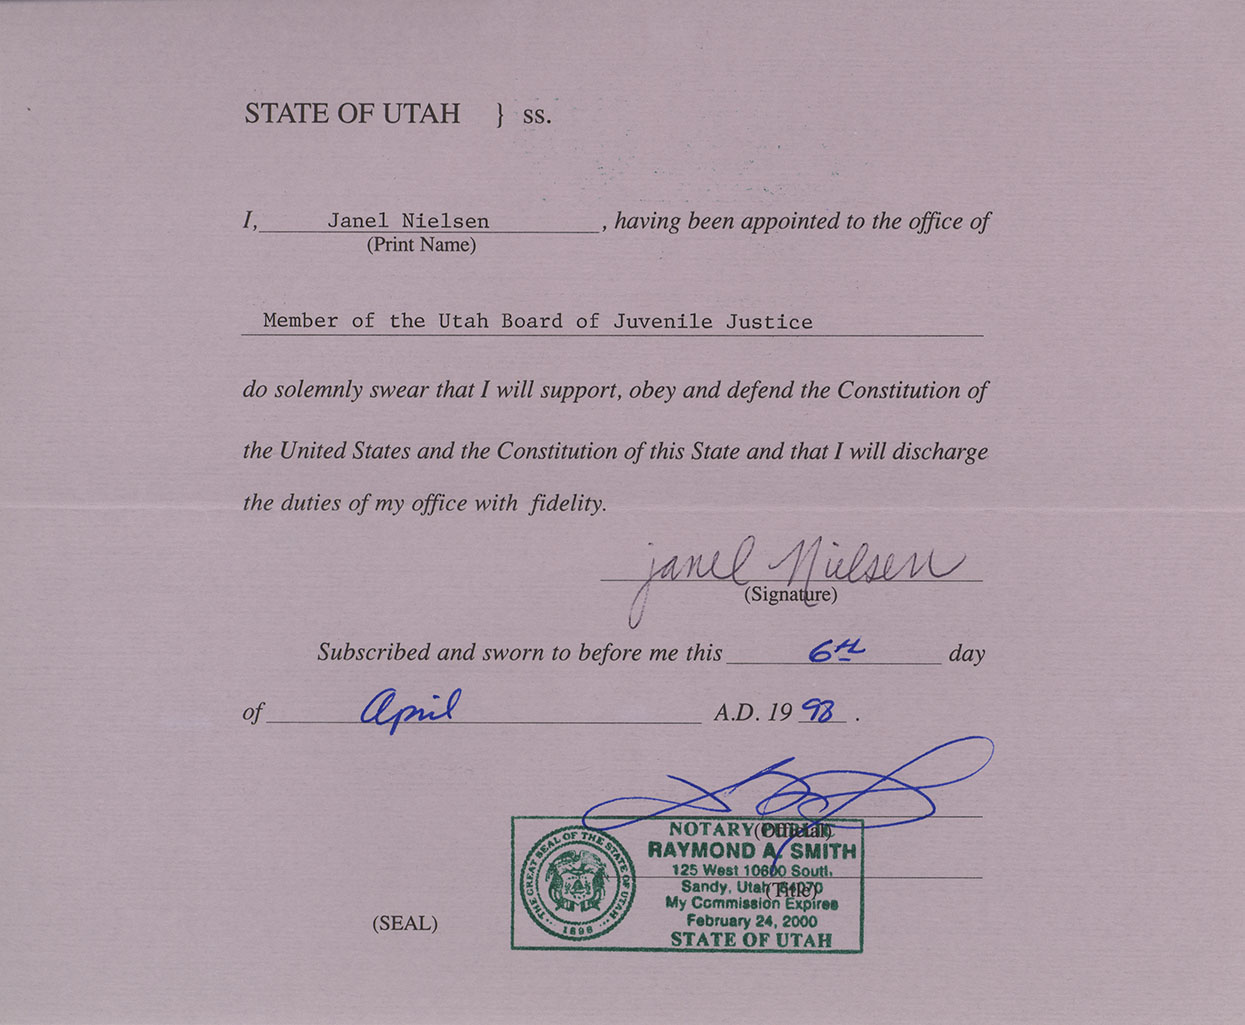 STATE OF UTAH } ss.
I, Janel Nielsen, having been appointed to the office of
(Print Name)
Member of the Utah Board of Juvenile Justice
do solemnly swear that I will support, obey and defend the Constitution of
the United States and the Constitution of this State and that I will discharge
the duties of my office with fidelity.
Janel Nielsen
(Signature)
Subscribed and sworn to before me this 6th day
of April A.D. 19 98.
(Official)
NOTARY PUBLIC
RAYMOND A. SMITH
125 West 10600 South
Sandy, Utah 84070
(Title)
My Commission Expires
February 24, 2000
STATE OF UTAH
THE GREAT SEAL OF THE STATE OF UTAH
1896
(SEAL)